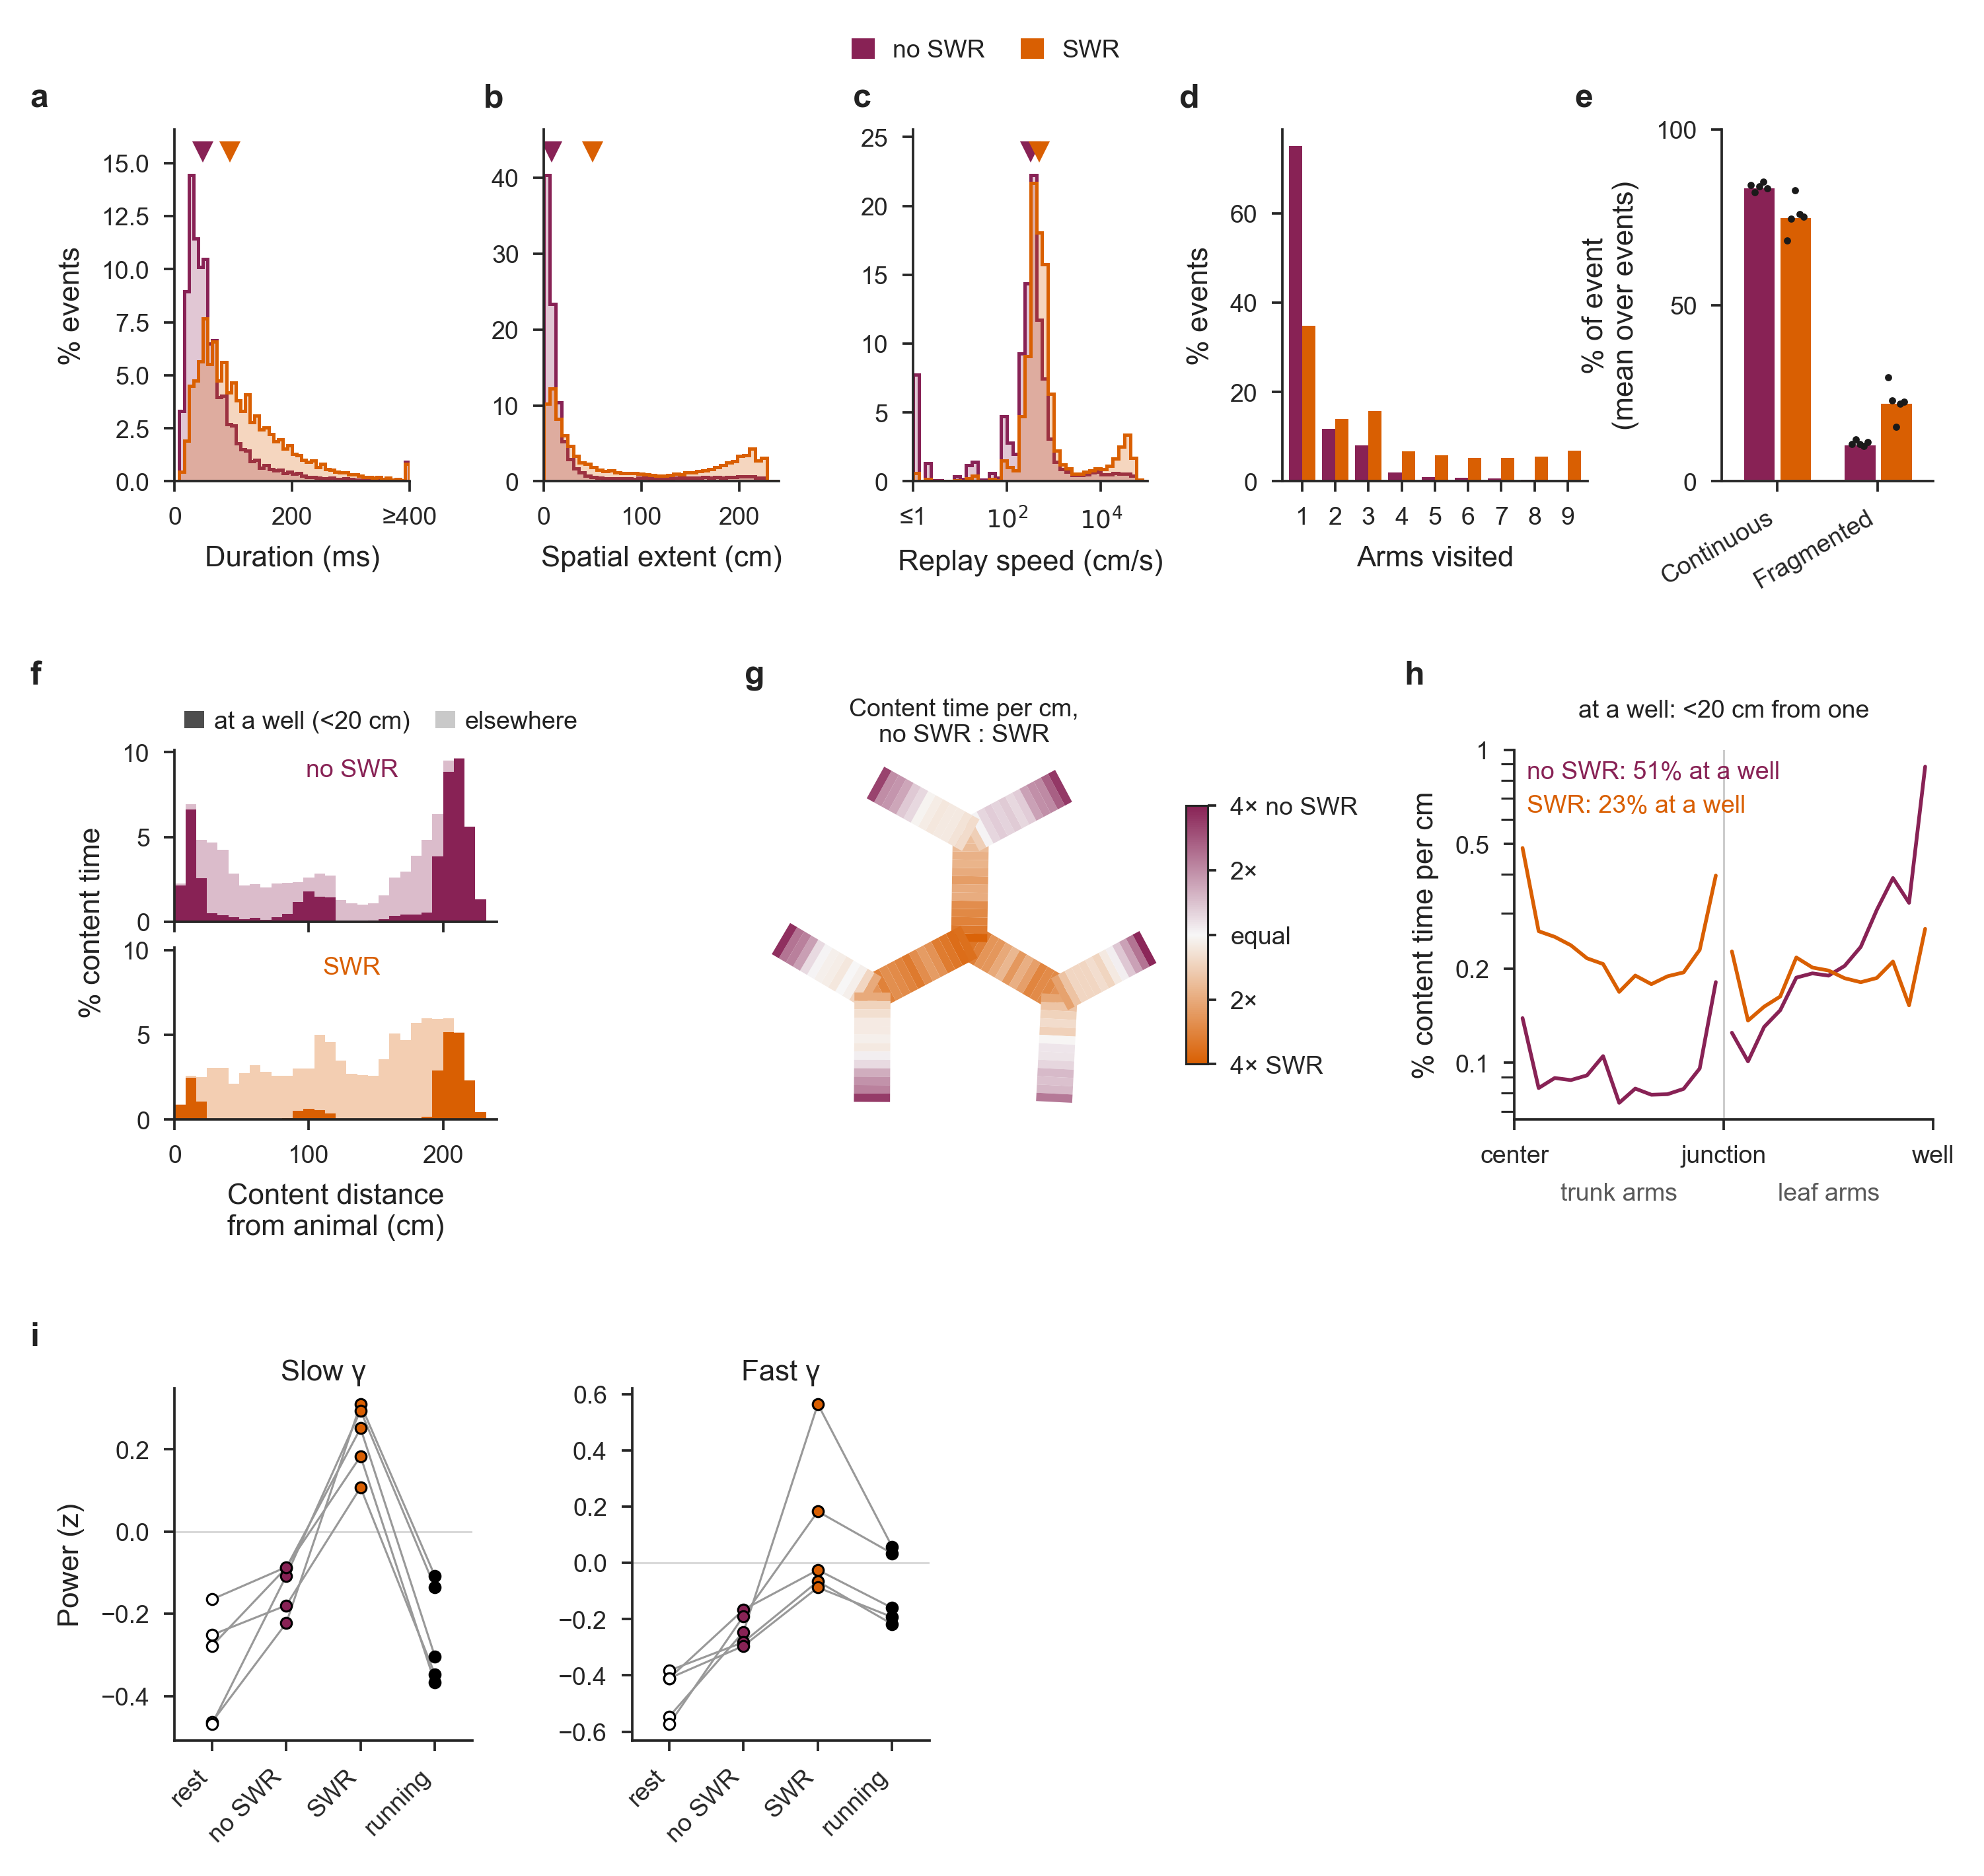 no SWR
SWR
a
b
c
d
e
15.0
12.5
10.0
7.5
5.0
2.5
0.0
% events
0
200
≥400
Duration (ms)
40
30
20
10
0
0
100
200
Spatial extent (cm)
25
20
15
10
5
0
≤1
10²
10⁴
Replay speed (cm/s)
60
40
20
0
% events
1 2 3 4 5 6 7 8 9
Arms visited
100
50
0
% of event
(mean over events)
Continuous
Fragmented
f
at a well (<20 cm)
elsewhere
10
5
0
no SWR
10
5
0
SWR
% content time
0
100
200
Content distance
from animal (cm)
g
Content time per cm,
no SWR : SWR
4× no SWR
2×
equal
2×
4× SWR
h
at a well: <20 cm from one
1
0.5
0.2
0.1
% content time per cm
no SWR: 51% at a well
SWR: 23% at a well
center
junction
well
trunk arms
leaf arms
i
Slow γ
0.2
0.0
−0.2
−0.4
Power (z)
rest
no SWR
SWR
running
Fast γ
0.6
0.4
0.2
0.0
−0.2
−0.4
−0.6
rest
no SWR
SWR
running